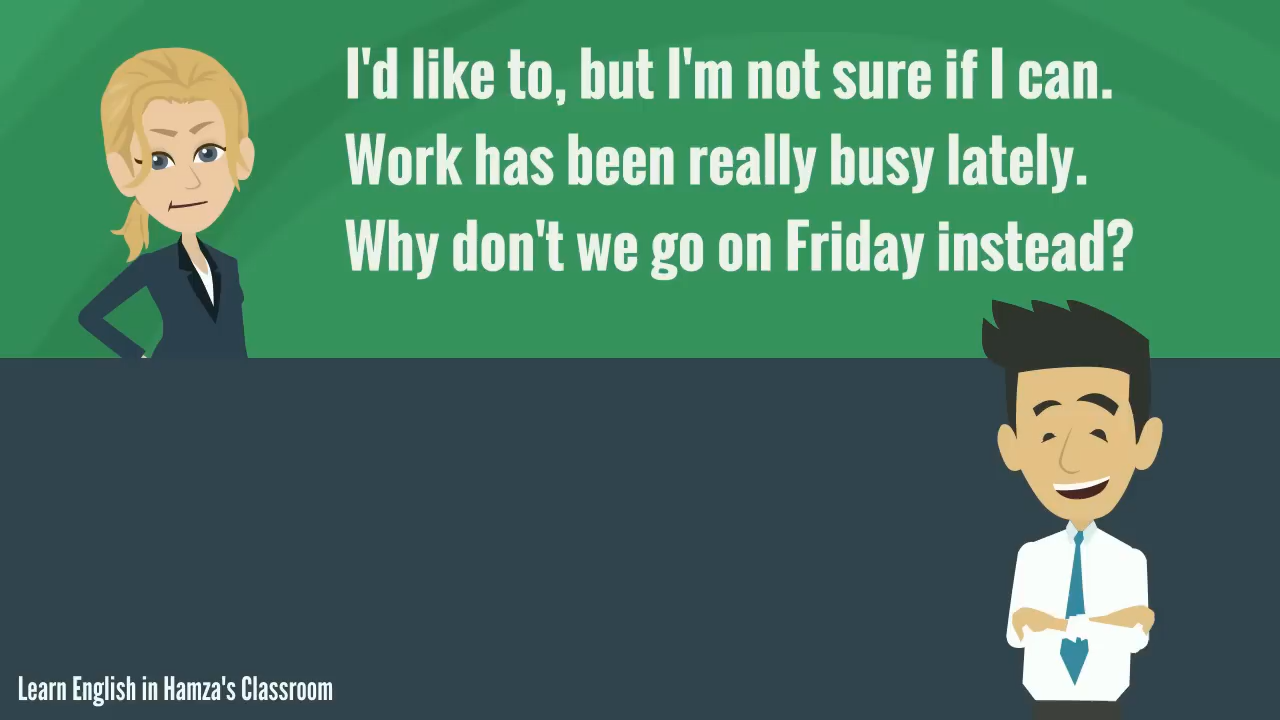 I'd like to, but I'm not sure if I can.
Work has been really busy lately.
Why don't we go on Friday instead?
Learn English in Hamza's Classroom